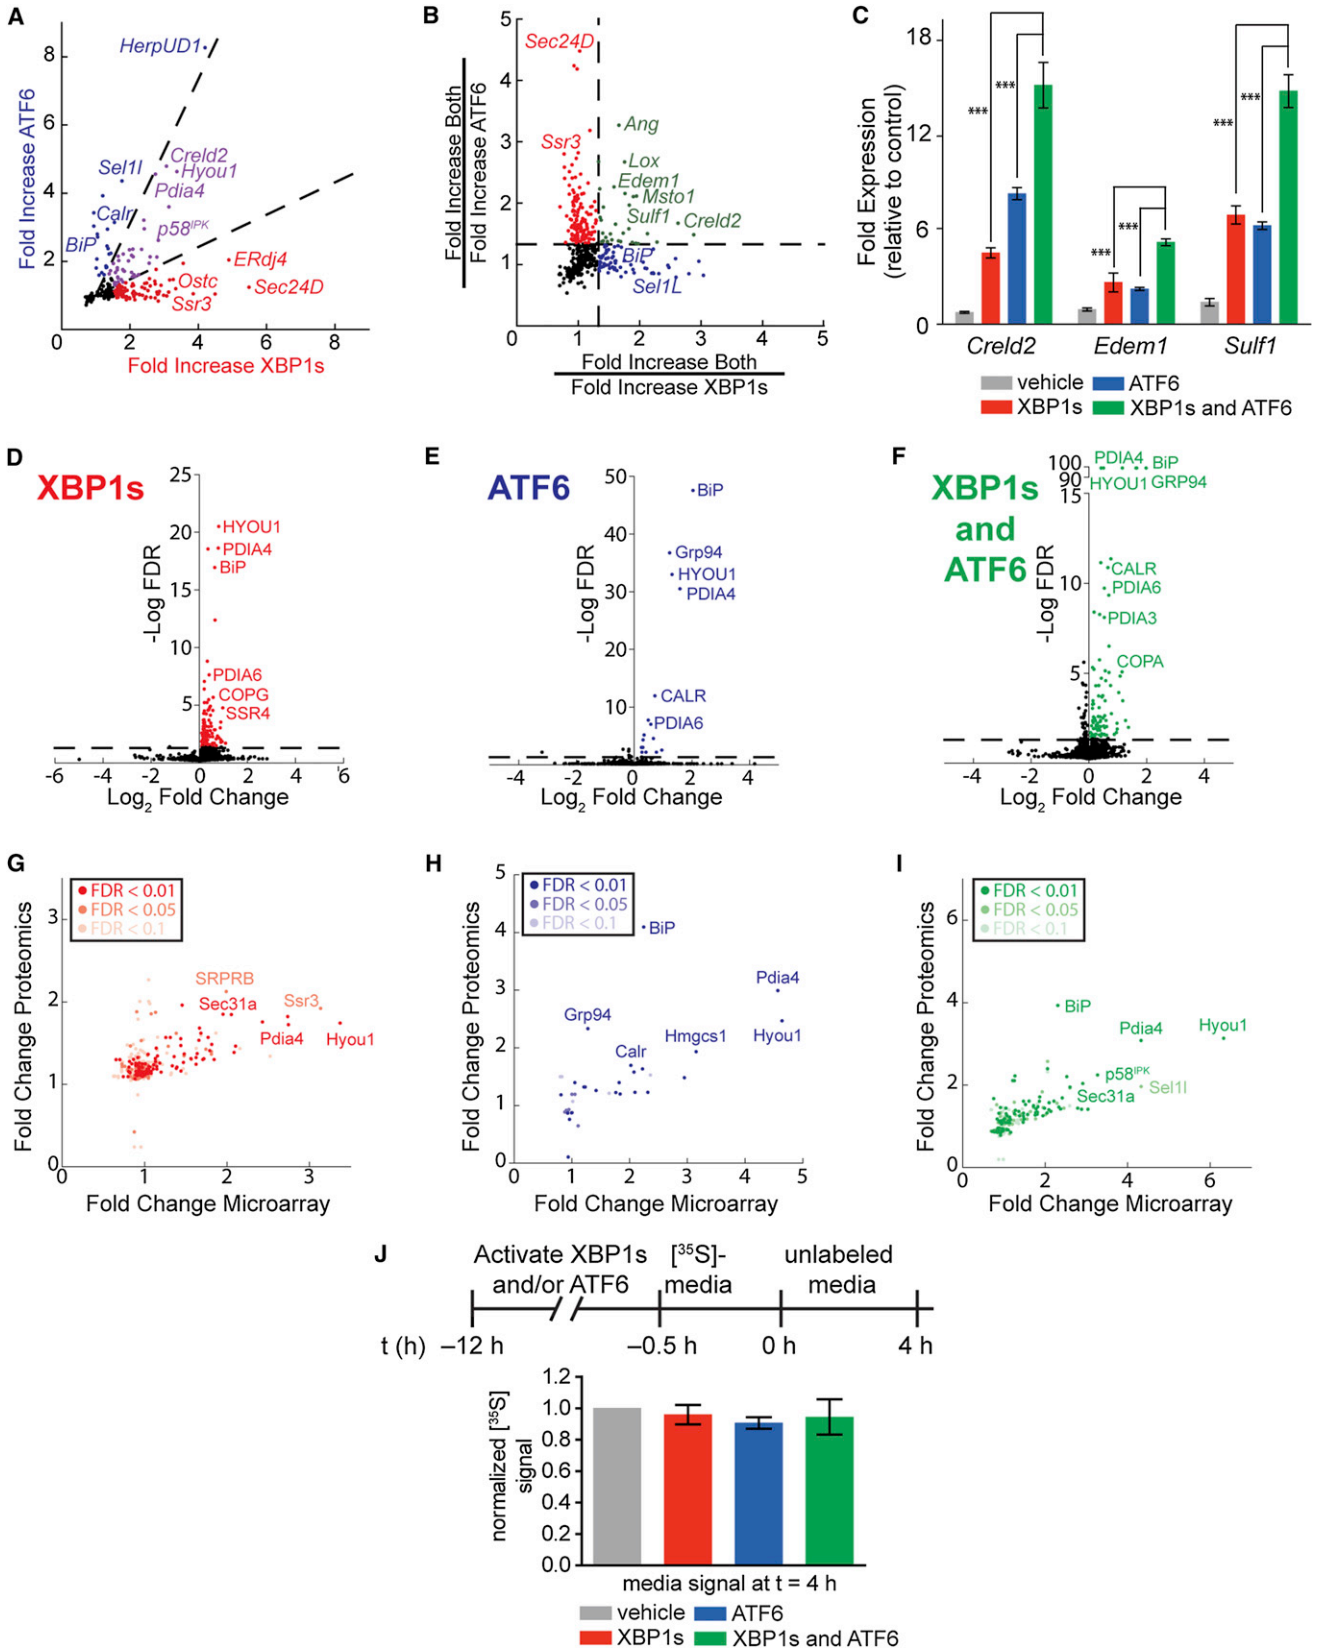 A
Fold Increase ATF6
8
6
4
2
0
2
4
6
8
Fold Increase XBP1s
HerpUD1
Sel1l
Calr
BiP
Creld2
Hyou1
Pdia4
p58IPK
ERdj4
Ostc
Sec24D
Ssr3
B
Fold Increase Both
Fold Increase ATF6
5
4
3
2
1
0
1
2
3
4
5
Fold Increase Both
Fold Increase XBP1s
Sec24D
Ssr3
Ang
Lox
Edem1
Msto1
Sulf1
Creld2
BiP
Sel1L
C
Fold Expression
(relative to control)
18
12
6
0
***
***
***
***
***
***
Creld2
Edem1
Sulf1
vehicle
ATF6
XBP1s
XBP1s and ATF6
D
XBP1s
-Log FDR
25
20
15
10
5
HYOU1
PDIA4
BiP
PDIA6
COPG
SSR4
-6 -4 -2 0 2 4 6
Log2 Fold Change
E
ATF6
-Log FDR
50
40
30
20
10
BiP
Grp94
HYOU1
PDIA4
CALR
PDIA6
-4 -2 0 2 4
Log2 Fold Change
F
XBP1s
and
ATF6
-Log FDR
100
90
15
10
5
PDIA4 BiP
HYOU1 GRP94
CALR
PDIA6
PDIA3
COPA
-4 -2 0 2 4
Log2 Fold Change
G
Fold Change Proteomics
FDR < 0.01
FDR < 0.05
FDR < 0.1
3
2
1
0
SRPRB
Sec31a
Ssr3
Pdia4
Hyou1
0 1 2 3
Fold Change Microarray
H
Fold Change Proteomics
FDR < 0.01
FDR < 0.05
FDR < 0.1
5
4
3
2
1
0
BiP
Pdia4
Grp94
Hmgcs1
Hyou1
Calr
0 1 2 3 4 5
Fold Change Microarray
I
Fold Change Proteomics
FDR < 0.01
FDR < 0.05
FDR < 0.1
6
4
2
0
BiP
Pdia4
Hyou1
p58IPK
Sel1l
Sec31a
0 2 4 6
Fold Change Microarray
J
Activate XBP1s
and/or ATF6
[35S]-
media
unlabeled
media
t (h) –12 h –0.5 h 0 h 4 h
normalized [35S]
signal
1.2
1.0
0.8
0.6
0.4
0.2
0.0
media signal at t = 4 h
vehicle
ATF6
XBP1s
XBP1s and ATF6